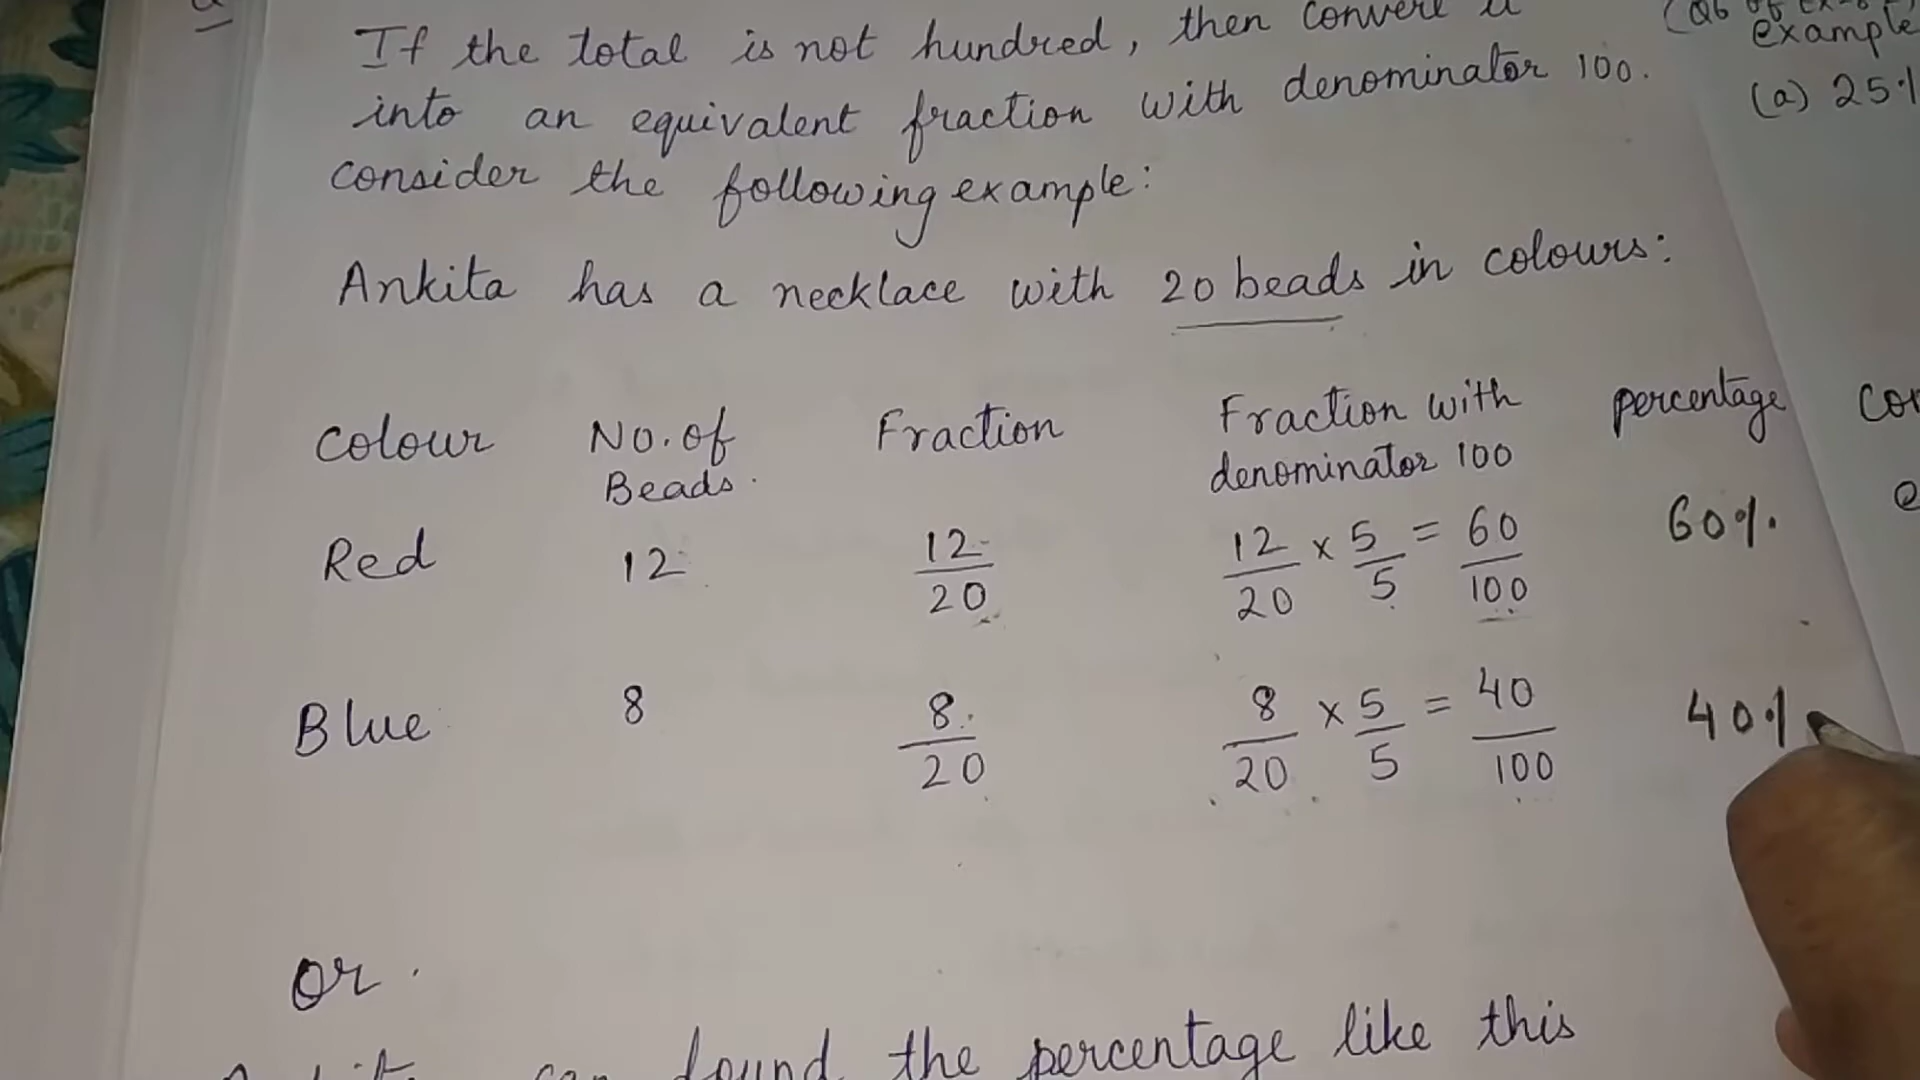 If the total is not hundred, then convert it
into an equivalent fraction with denominator 100.
consider the following example:
Ankita has a necklace with 20 beads in colours:
Colour No. of Beads. Fraction Fraction with denominator 100 percentage
Red 12 12/20 12/20 × 5/5 = 60/100 60%.
Blue 8 8/20 8/20 × 5/5 = 40/100 40%
or.
can found the percentage like this
example
(a) 25%